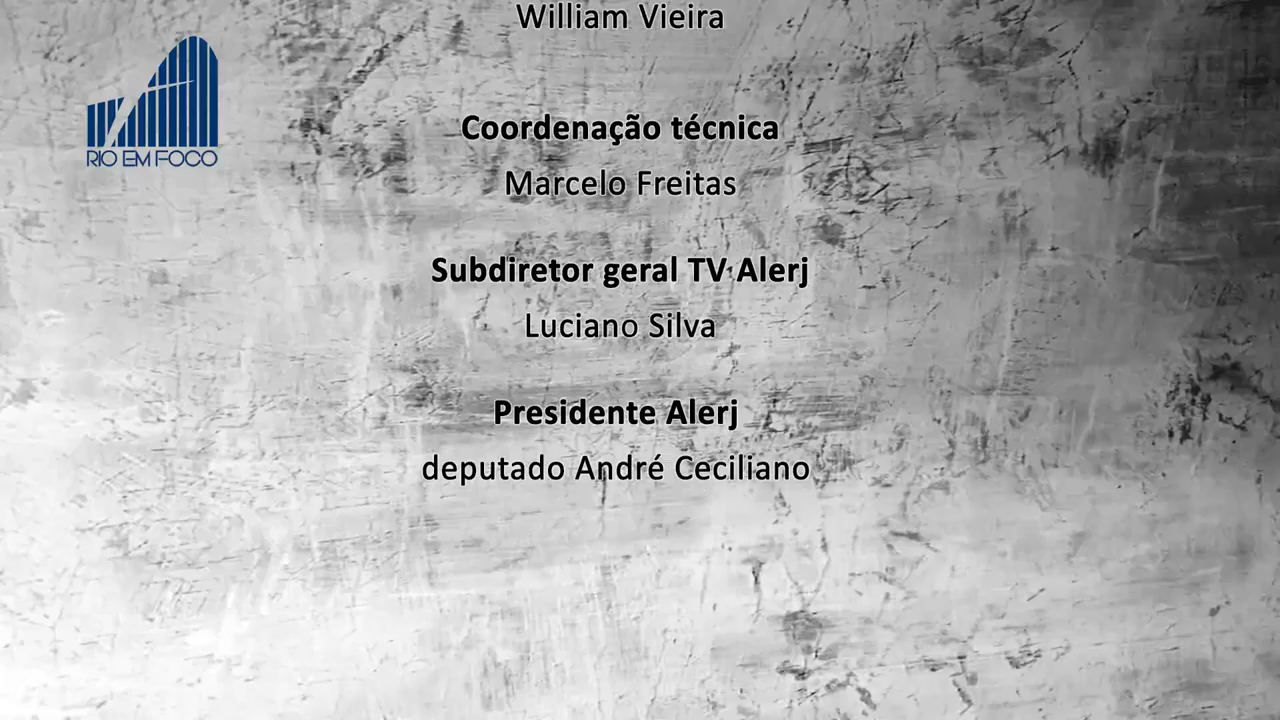 William Vieira
RIO EM FOCO
Coordenação técnica
Marcelo Freitas
Subdiretor geral TV Alerj
Luciano Silva
Presidente Alerj
deputado André Ceciliano